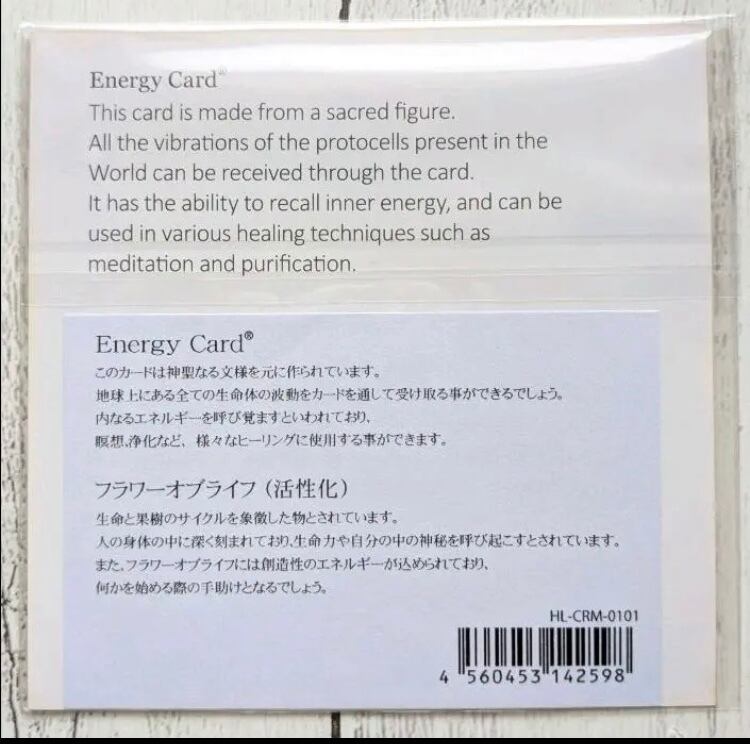 Energy Card®
This card is made from a sacred figure.
All the vibrations of the protocells present in the
World can be received through the card.
It has the ability to recall inner energy, and can be
used in various healing techniques such as
meditation and purification.
Energy Card®
このカードは神聖なる文様を元に作られています。
地球上にある全ての生命体の波動をカードを通して受け取る事ができるでしょう。
内なるエネルギーを呼び覚ますといわれており、
瞑想、浄化など、様々なヒーリングに使用する事ができます。
フラワーオブライフ（活性化）
生命と果樹のサイクルを象徴した物とされています。
人の身体の中に深く刻まれており、生命力や自分の中の神秘を呼び起こすとされています。
また、フラワーオブライフには創造性のエネルギーが込められており、
何かを始める際の手助けとなるでしょう。
HL-CRM-0101
4 560453 142598